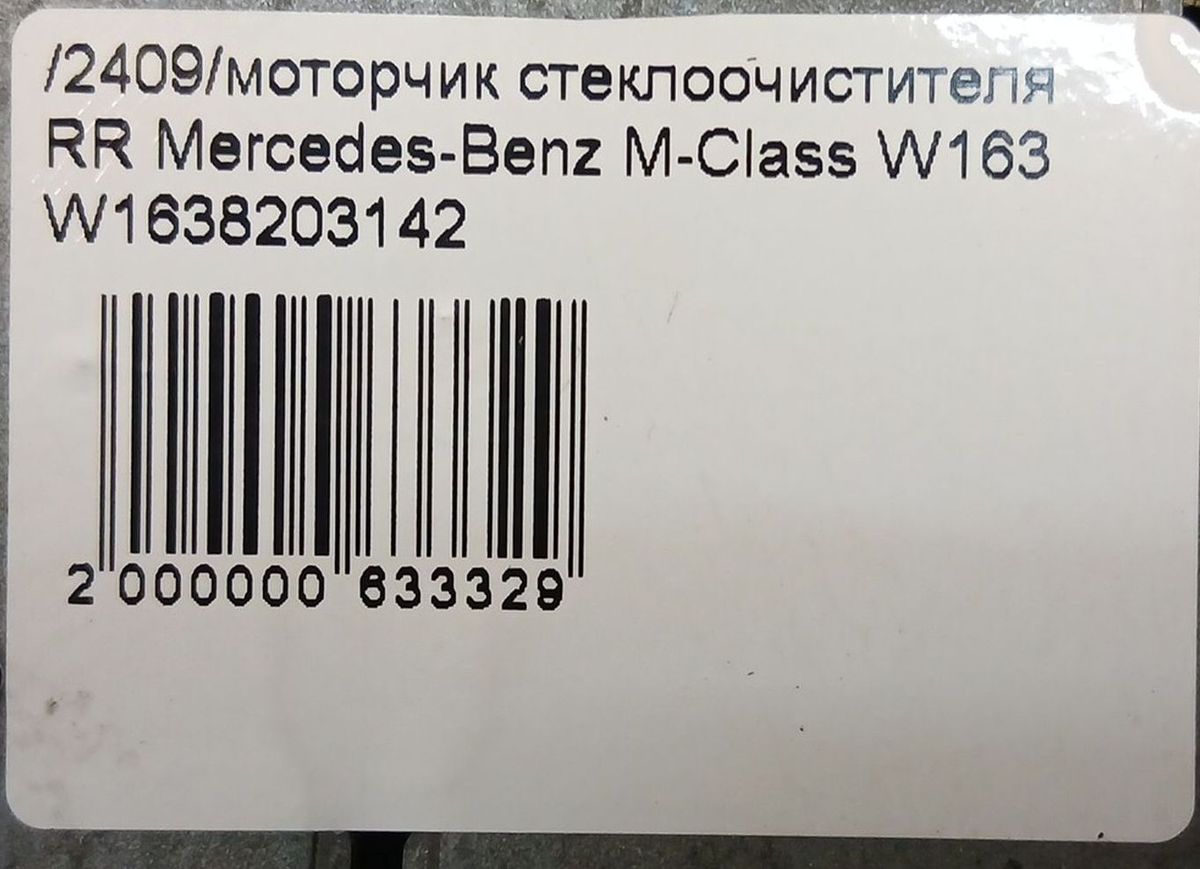 /2409/моторчик стеклоочистителя
RR Mercedes-Benz M-Class W163
W1638203142
2 000000 633329